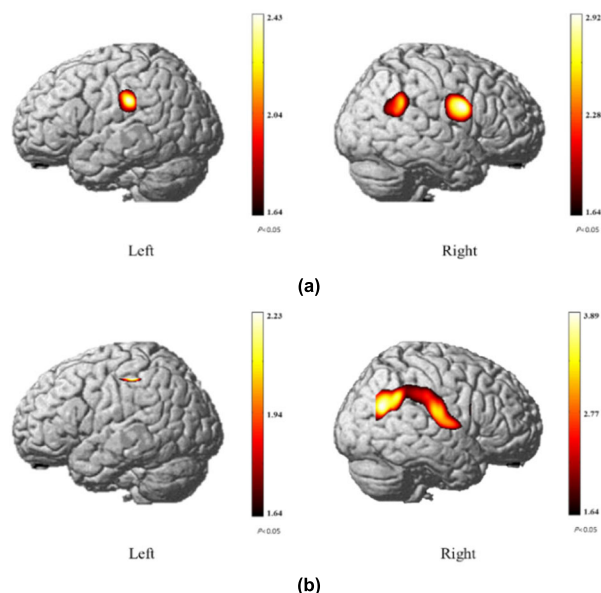 2.43
2.04
1.64
P<0.05
Left
2.92
2.28
1.64
P<0.05
Right
(a)
2.23
1.94
1.64
P<0.05
Left
3.89
2.77
1.64
P<0.05
Right
(b)